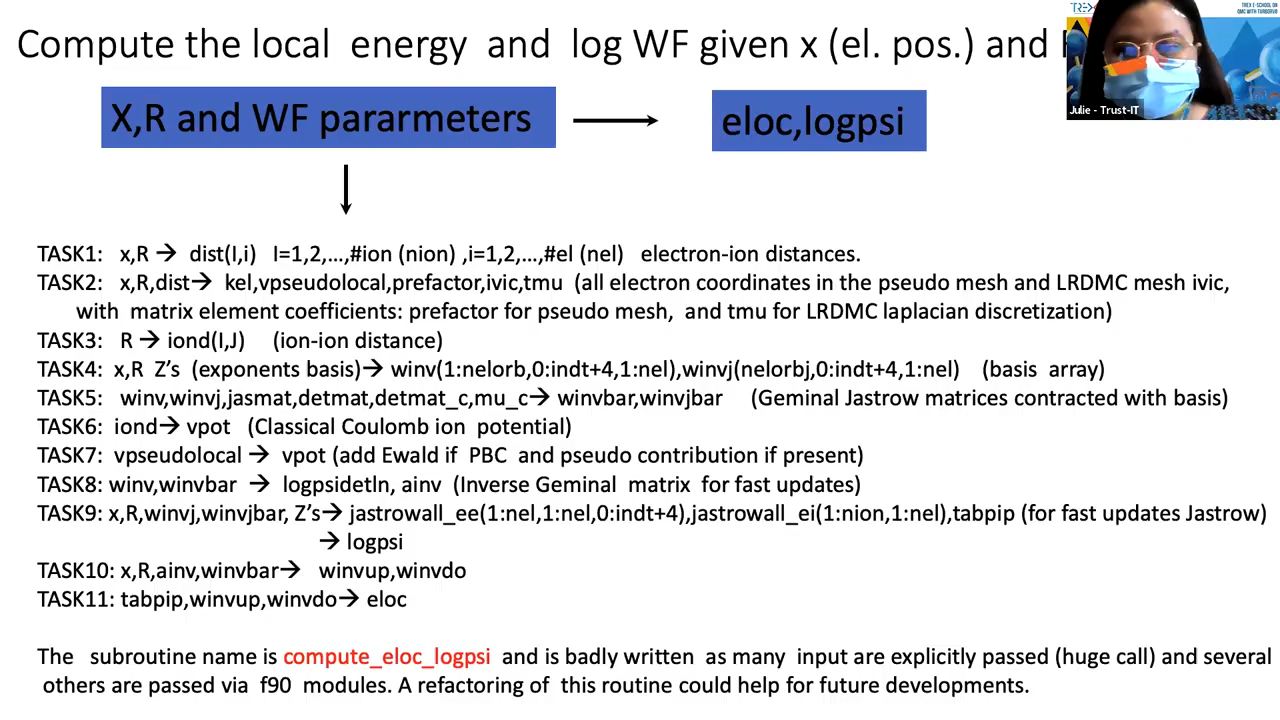 TREX E-SCHOOL ON
QMC WITH TURBORVB
Compute the local energy and log WF given x (el. pos.) and
Julie - Trust-IT
X,R and WF pararmeters
eloc,logpsi
TASK1: x,R → dist(I,i) I=1,2,…,#ion (nion) ,i=1,2,…,#el (nel) electron-ion distances.
TASK2: x,R,dist→ kel,vpseudolocal,prefactor,ivic,tmu (all electron coordinates in the pseudo mesh and LRDMC mesh ivic,
with matrix element coefficients: prefactor for pseudo mesh, and tmu for LRDMC laplacian discretization)
TASK3: R → iond(I,J) (ion-ion distance)
TASK4: x,R Z’s (exponents basis)→ winv(1:nelorb,0:indt+4,1:nel),winvj(nelorbj,0:indt+4,1:nel) (basis array)
TASK5: winv,winvj,jasmat,detmat,detmat_c,mu_c→ winvbar,winvjbar (Geminal Jastrow matrices contracted with basis)
TASK6: iond→ vpot (Classical Coulomb ion potential)
TASK7: vpseudolocal → vpot (add Ewald if PBC and pseudo contribution if present)
TASK8: winv,winvbar → logpsidetln, ainv (Inverse Geminal matrix for fast updates)
TASK9: x,R,winvj,winvjbar, Z’s→ jastrowall_ee(1:nel,1:nel,0:indt+4),jastrowall_ei(1:nion,1:nel),tabpip (for fast updates Jastrow)
→ logpsi
TASK10: x,R,ainv,winvbar→ winvup,winvdo
TASK11: tabpip,winvup,winvdo→ eloc
The subroutine name is compute_eloc_logpsi and is badly written as many input are explicitly passed (huge call) and several
others are passed via f90 modules. A refactoring of this routine could help for future developments.